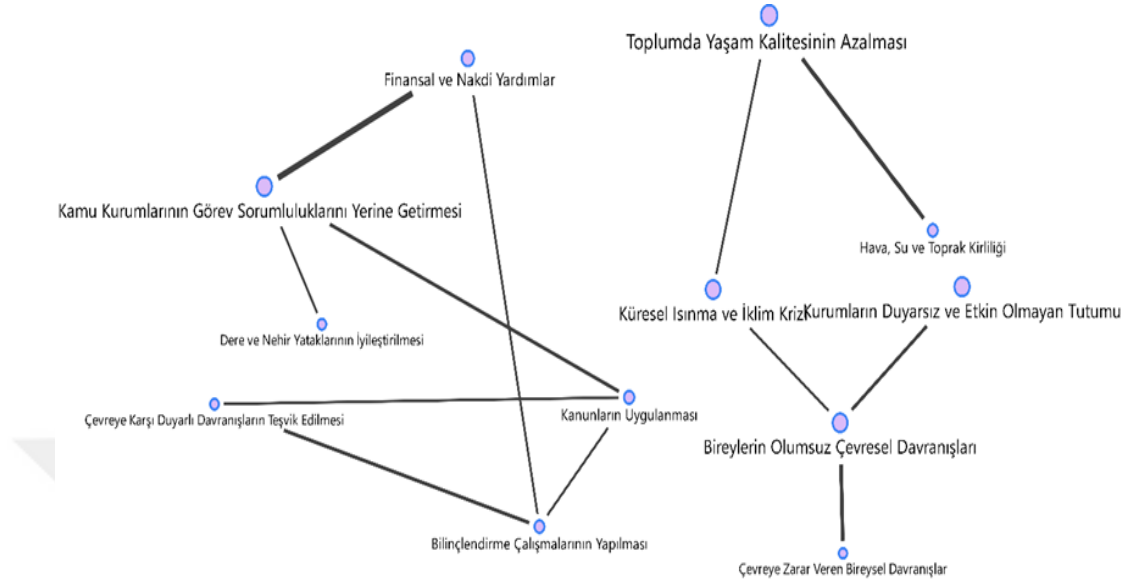 Toplumda Yaşam Kalitesinin Azalması
Finansal ve Nakdi Yardımlar
Kamu Kurumlarının Görev Sorumluluklarını Yerine Getirmesi
Hava, Su ve Toprak Kirliliği
Küresel Isınma ve İklim Krizi
Kurumların Duyarsız ve Etkin Olmayan Tutumu
Dere ve Nehir Yataklarının İyileştirilmesi
Çevreye Karşı Duyarlı Davranışların Teşvik Edilmesi
Kanunların Uygulanması
Bireylerin Olumsuz Çevresel Davranışları
Bilinçlendirme Çalışmalarının Yapılması
Çevreye Zarar Veren Bireysel Davranışlar